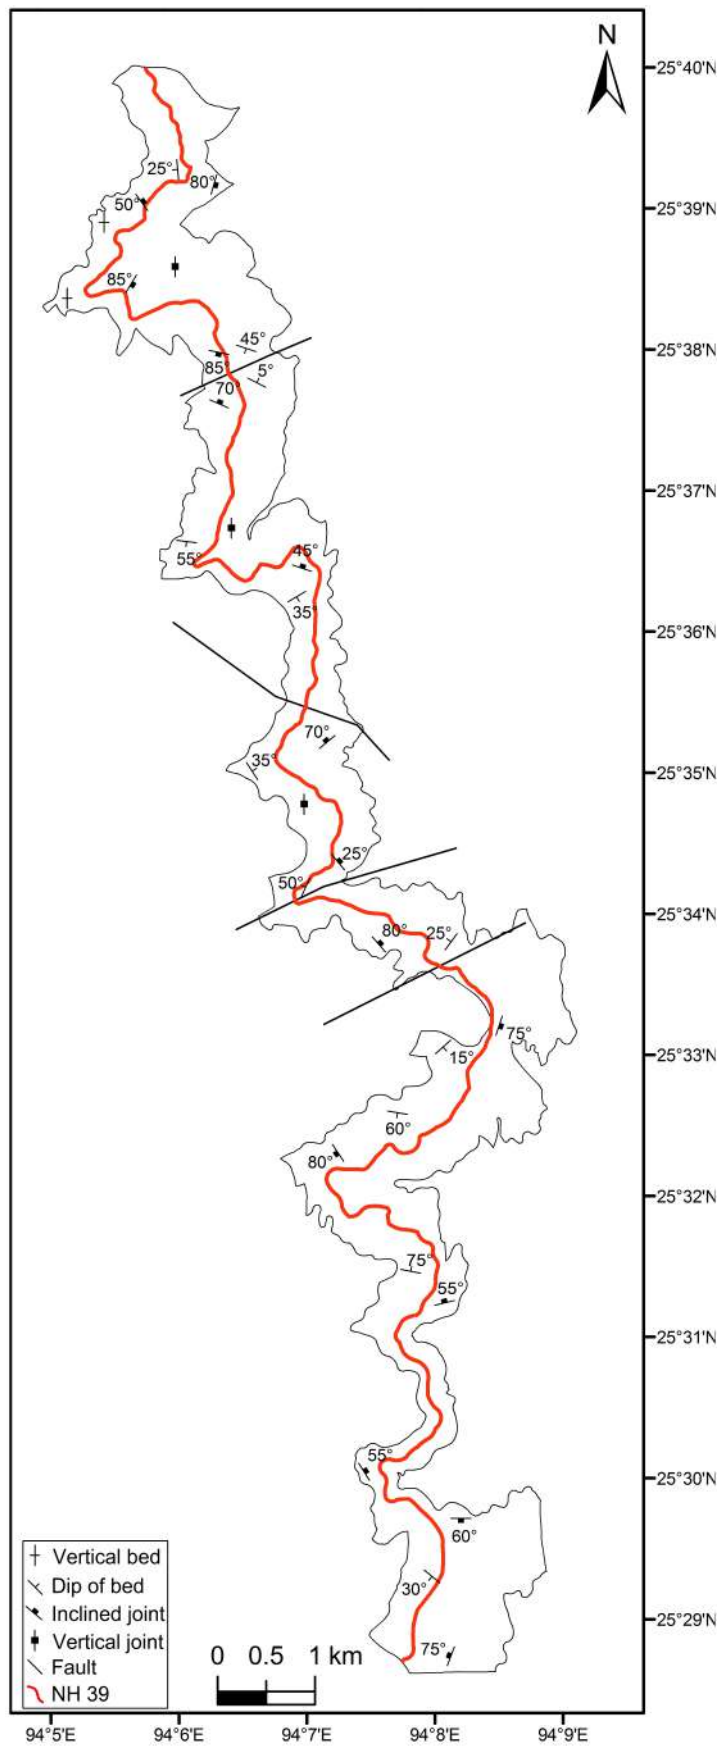 N
25°40'N
25°
80°
25°39'N
50°
85°
45°
25°38'N
85°
5°
70°
25°37'N
55°
45°
35°
25°36'N
70°
35°
25°35'N
25°
50°
25°34'N
80°
25°
75°
25°33'N
15°
60°
80°
25°32'N
75°
55°
25°31'N
55°
25°30'N
60°
30°
25°29'N
75°
Vertical bed
Dip of bed
Inclined joint
Vertical joint
Fault
NH 39
0 0.5 1 km
94°5'E 94°6'E 94°7'E 94°8'E 94°9'E